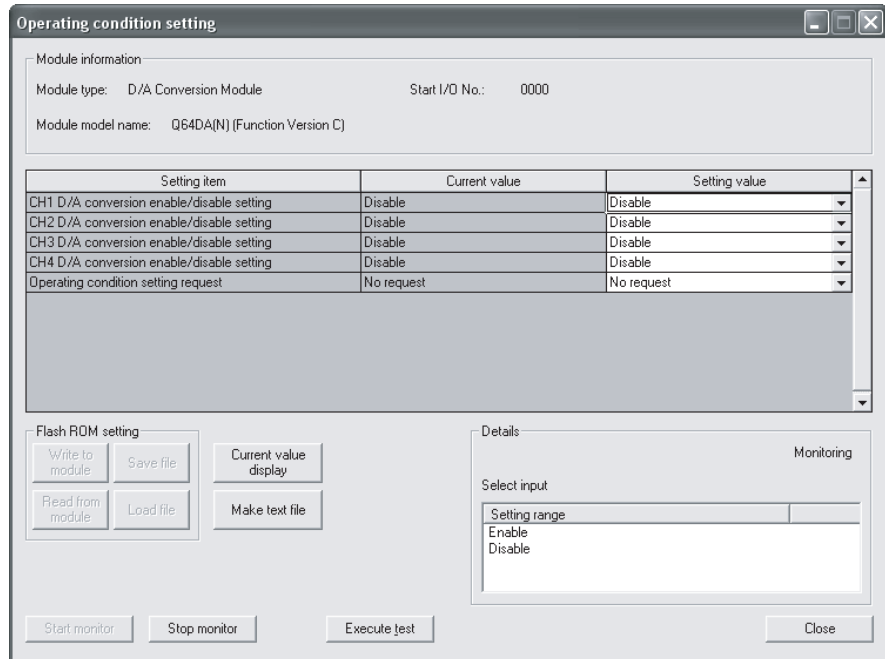 Operating condition setting
Module information
Module type: D/A Conversion Module Start I/O No.: 0000
Module model name: Q64DA(N) (Function Version C)
Setting item Current value Setting value
CH1 D/A conversion enable/disable setting Disable Disable
CH2 D/A conversion enable/disable setting Disable Disable
CH3 D/A conversion enable/disable setting Disable Disable
CH4 D/A conversion enable/disable setting Disable Disable
Operating condition setting request No request No request
Flash ROM setting
Write to module
Save file
Current value display
Read from module
Load file
Make text file
Details
Monitoring
Select input
Setting range
Enable
Disable
Start monitor Stop monitor Execute test Close